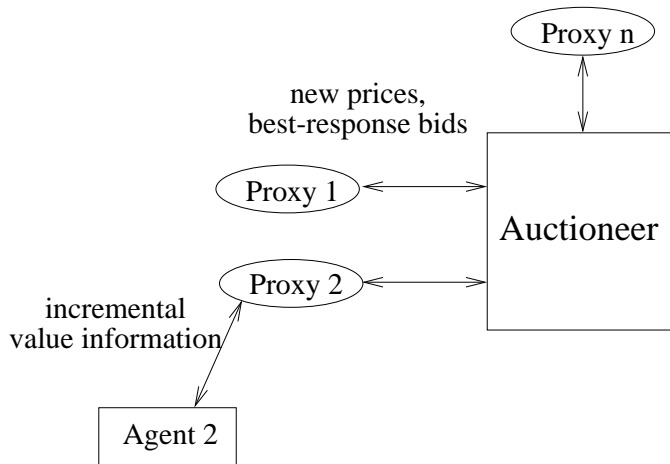 Proxy n
new prices,
best-response bids
Proxy 1
Auctioneer
Proxy 2
incremental
value information
Agent 2